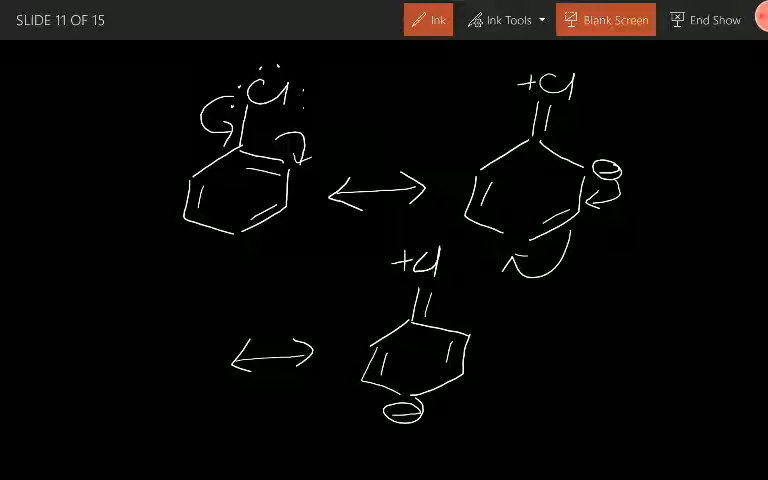 SLIDE 11 OF 15
Ink
Ink Tools
Blank Screen
End Show
Cl
+Cl
⊖
+Cl
⊖